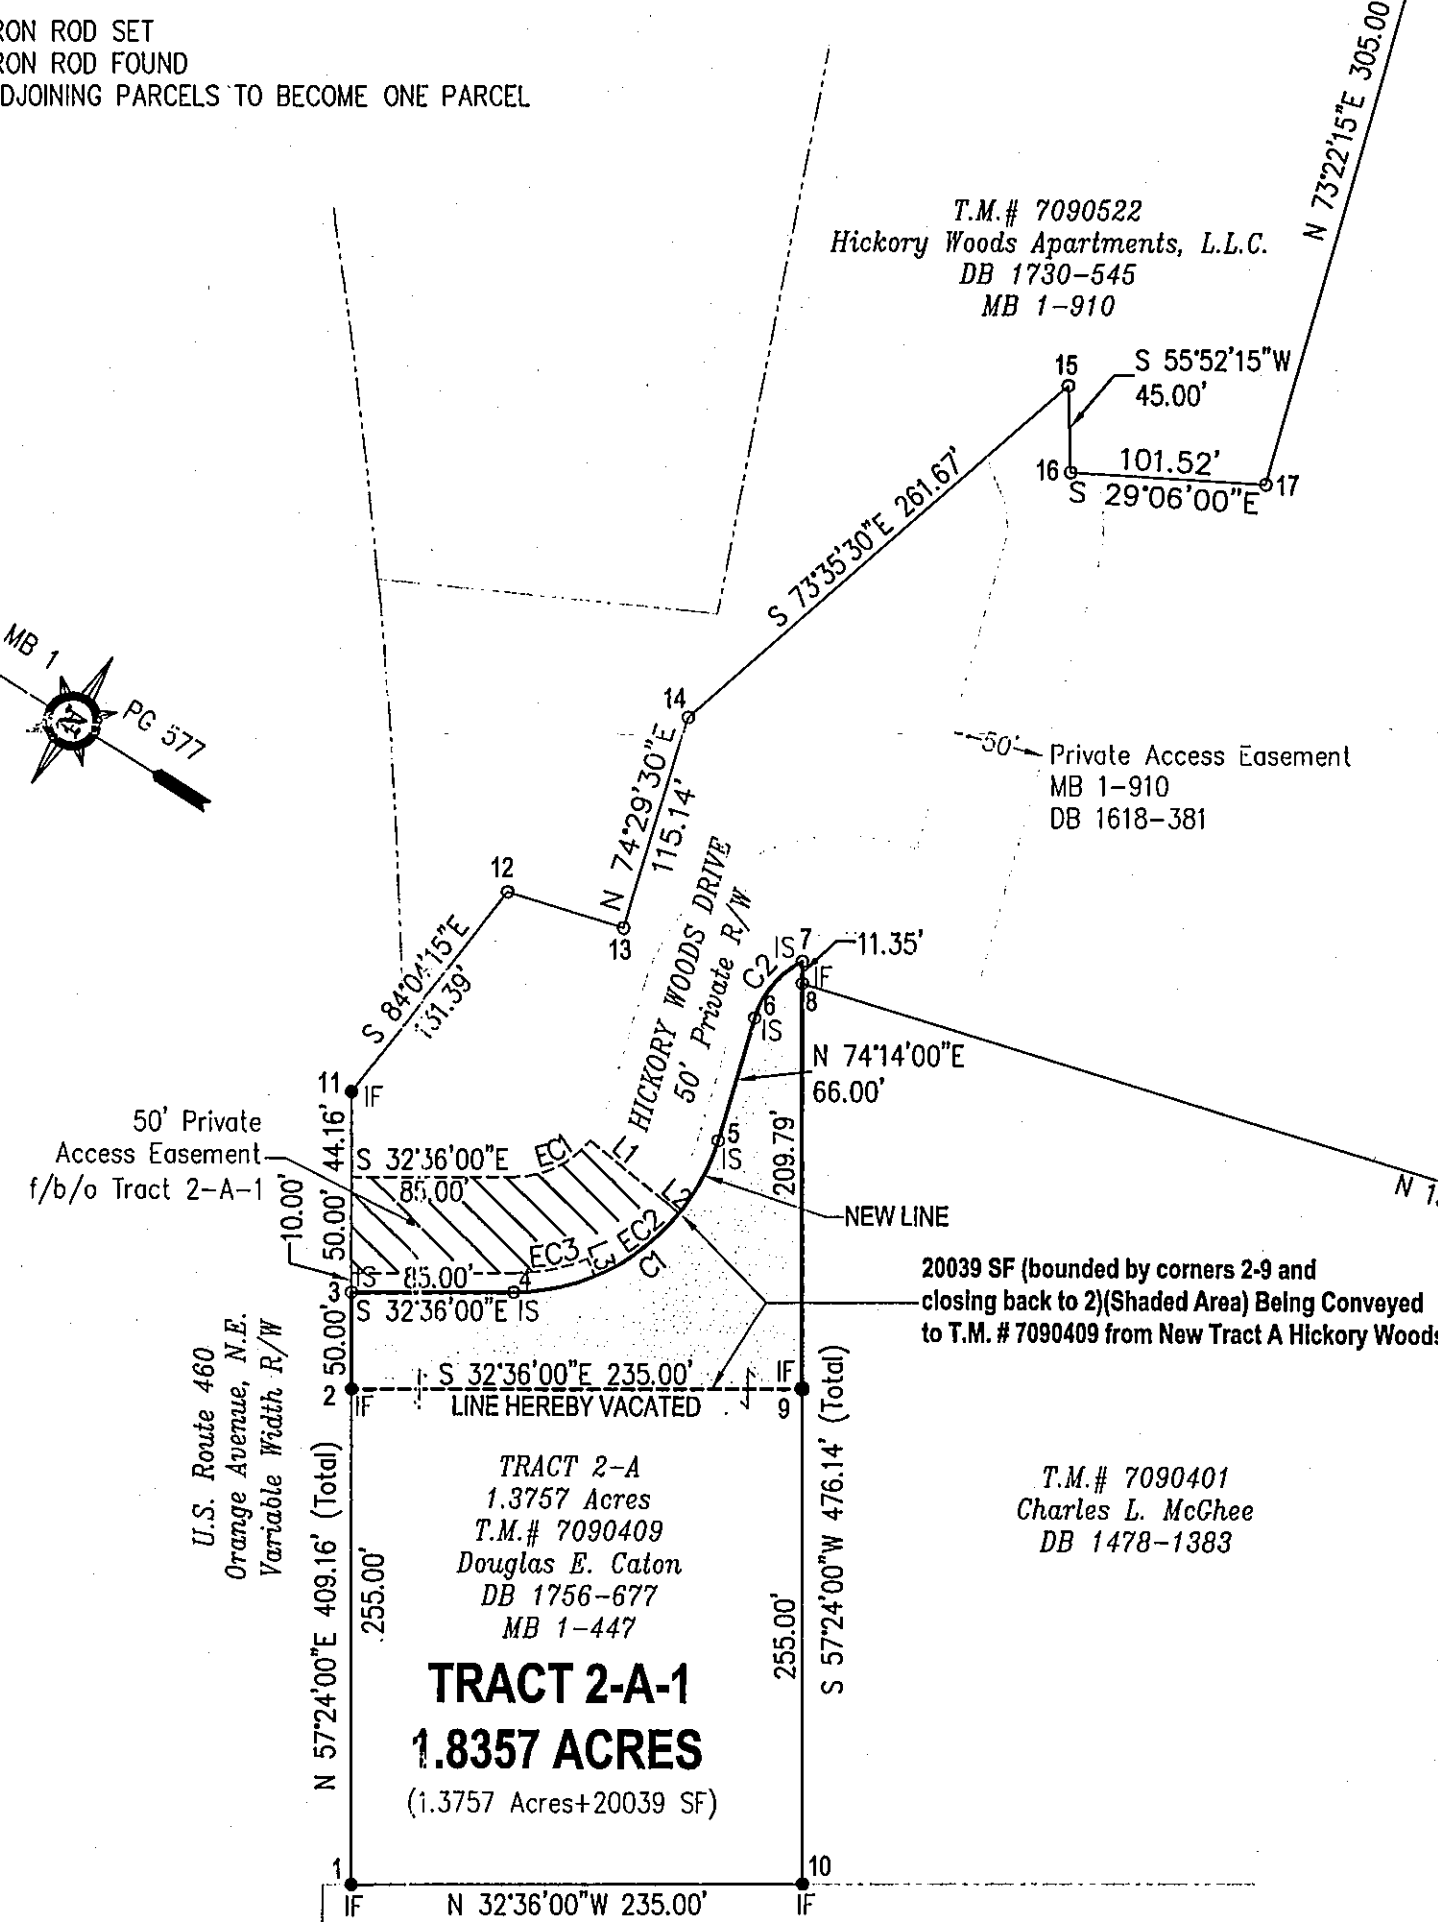 RON ROD SET
RON ROD FOUND
DJOINING PARCELS TO BECOME ONE PARCEL
N 73°22'15"E 305.00
T.M.# 7090522
Hickory Woods Apartments, L.L.C.
DB 1730-545
MB 1-910
15
S 55°52'15"W
45.00'
16
101.52'
S 29°06'00"E
17
S 73°35'30"E 261.67'
MB 1
PG 577
14
50'
Private Access Easement
MB 1-910
DB 1618-381
N 74°29'30"E
115.14'
12
13
HICKORY WOODS DRIVE
50' Private R/W
S 84°04'15"E
131.39'
IS
7
11.35'
C2
IF
8
6
IS
N 74°14'00"E
66.00'
11
IF
50' Private
Access Easement
f/b/o Tract 2-A-1
44.16'
S 32°36'00"E
EC1
L1
85.00'
5
IS
209.79'
N 1
10.00'
50.00'
L2
NEW LINE
EC3
L3
EC2
C1
IS
85.00'
4
3
S 32°36'00"E
IS
20039 SF (bounded by corners 2-9 and
closing back to 2)(Shaded Area) Being Conveyed
to T.M. # 7090409 from New Tract A Hickory Woods
50.00'
S 32°36'00"E 235.00'
IF
2
IF
LINE HEREBY VACATED
9
U.S. Route 460
Orange Avenue, N.E.
Variable Width R/W
N 57°24'00"E 409.16' (Total)
255.00'
TRACT 2-A
1.3757 Acres
T.M.# 7090409
Douglas E. Caton
DB 1756-677
MB 1-447
255.00'
S 57°24'00"W 476.14' (Total)
T.M.# 7090401
Charles L. McGhee
DB 1478-1383
TRACT 2-A-1
1.8357 ACRES
(1.3757 Acres+20039 SF)
1
IF
N 32°36'00"W 235.00'
10
IF